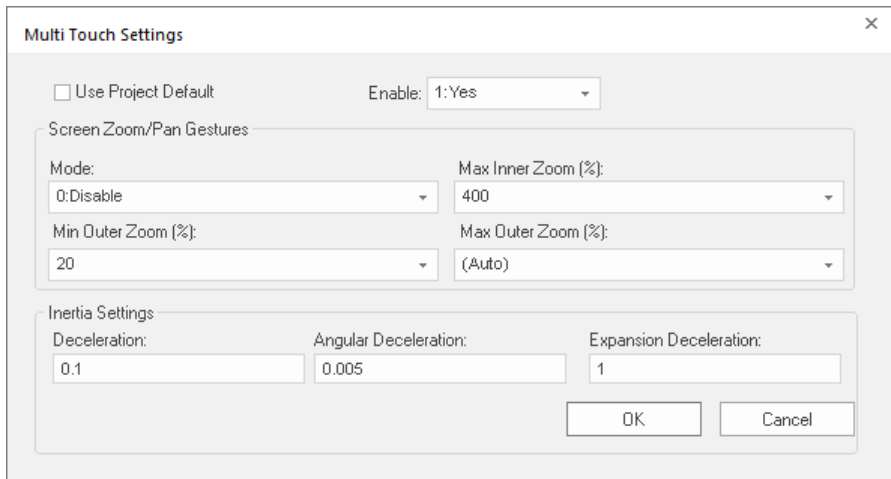 Multi Touch Settings
Use Project Default
Enable: 1:Yes
Screen Zoom/Pan Gestures
Mode:
Max Inner Zoom (%):
0:Disable
400
Min Outer Zoom (%):
Max Outer Zoom (%):
20
(Auto)
Inertia Settings
Deceleration:
Angular Deceleration:
Expansion Deceleration:
0.1
0.005
1
OK
Cancel